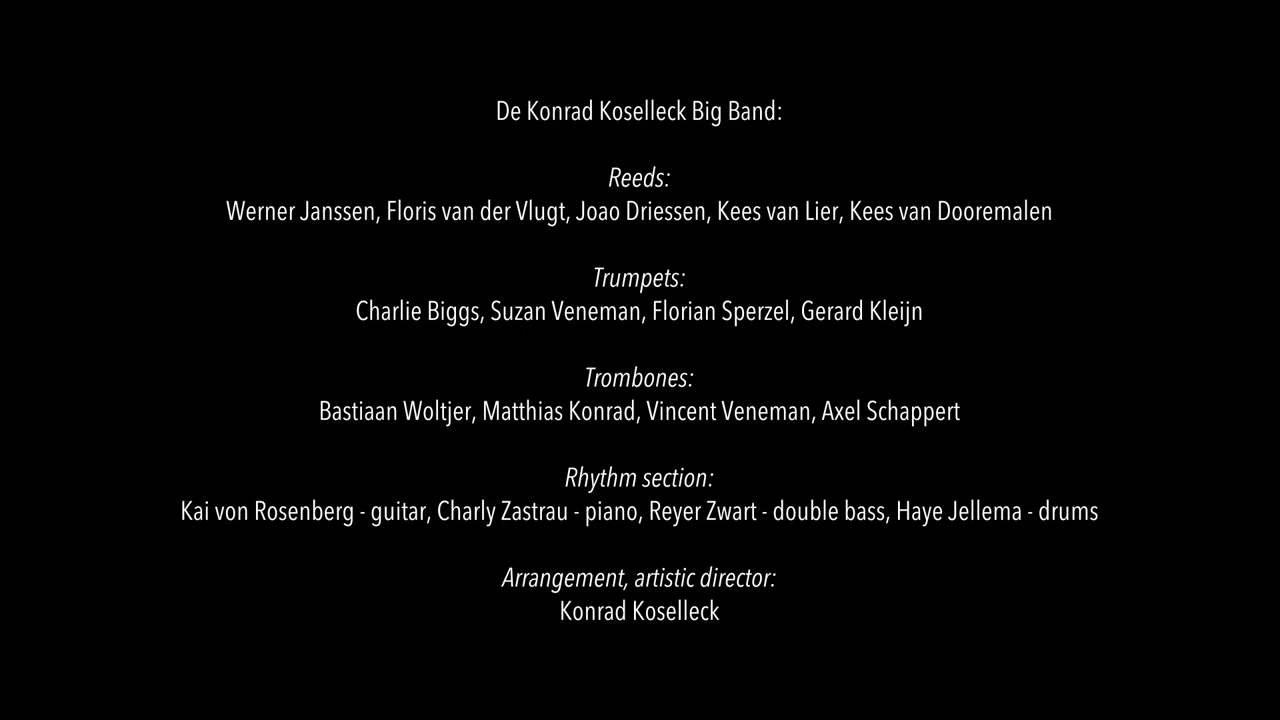 De Konrad Koselleck Big Band:
Reeds:
Werner Janssen, Floris van der Vlugt, Joao Driessen, Kees van Lier, Kees van Dooremalen
Trumpets:
Charlie Biggs, Suzan Veneman, Florian Sperzel, Gerard Kleijn
Trombones:
Bastiaan Woltjer, Matthias Konrad, Vincent Veneman, Axel Schappert
Rhythm section:
Kai von Rosenberg - guitar, Charly Zastrau - piano, Reyer Zwart - double bass, Haye Jellema - drums
Arrangement, artistic director:
Konrad Koselleck